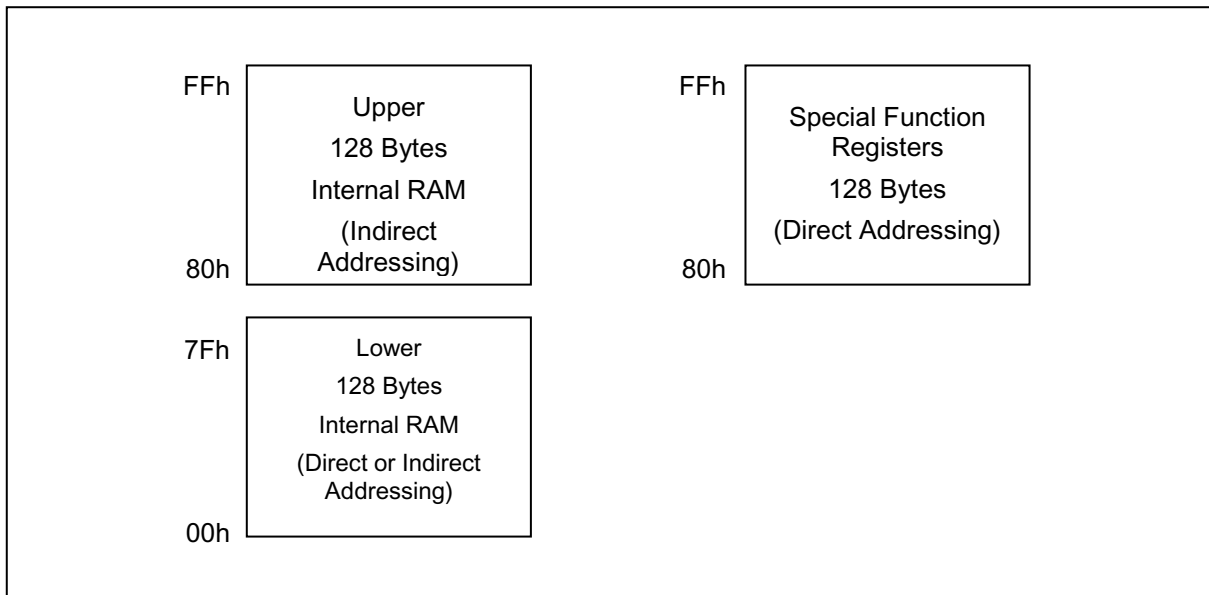 FFh
Upper
128 Bytes
Internal RAM
(Indirect
Addressing)
80h
FFh
Special Function
Registers
128 Bytes
(Direct Addressing)
80h
7Fh
Lower
128 Bytes
Internal RAM
(Direct or Indirect
Addressing)
00h